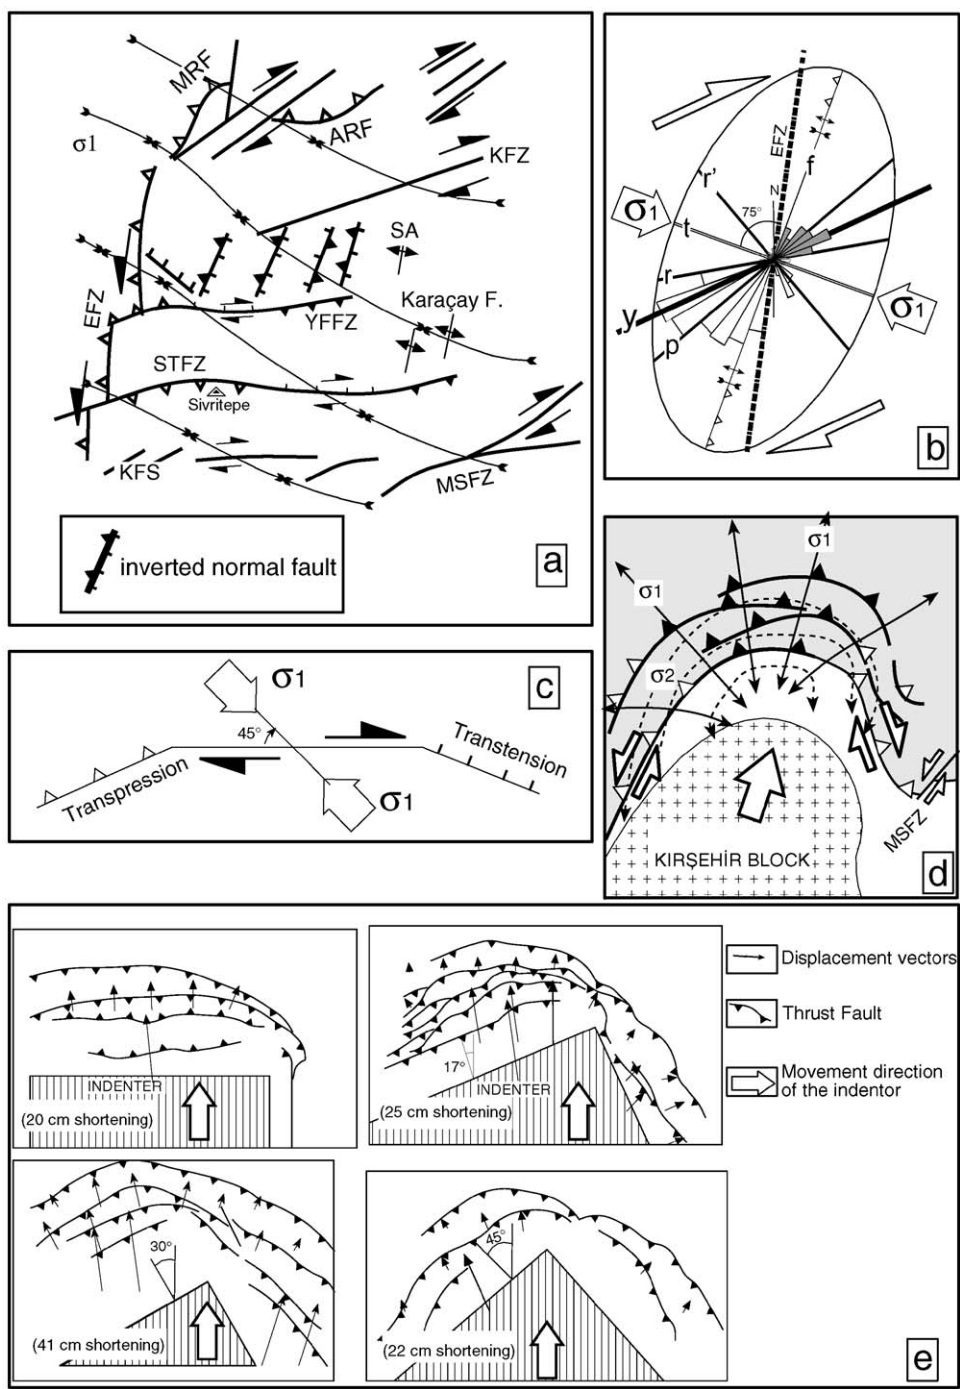 MRF
σ1
ARF
KFZ
SA
EFZ
YFFZ
Karaçay F.
STFZ
Sivritepe
KFS
MSFZ
inverted normal fault
a
EFZ
f
r'
N
75°
σ1
t
r
σ1
y
p
b
σ1
c
45°
Transpression
Transtension
σ1
σ1
σ1
σ2
MSFZ
KIRŞEHİR BLOCK
d
INDENTER
(20 cm shortening)
17°
INDENTER
(25 cm shortening)
Displacement vectors
Thrust Fault
Movement direction
of the indentor
30°
(41 cm shortening)
45°
(22 cm shortening)
e